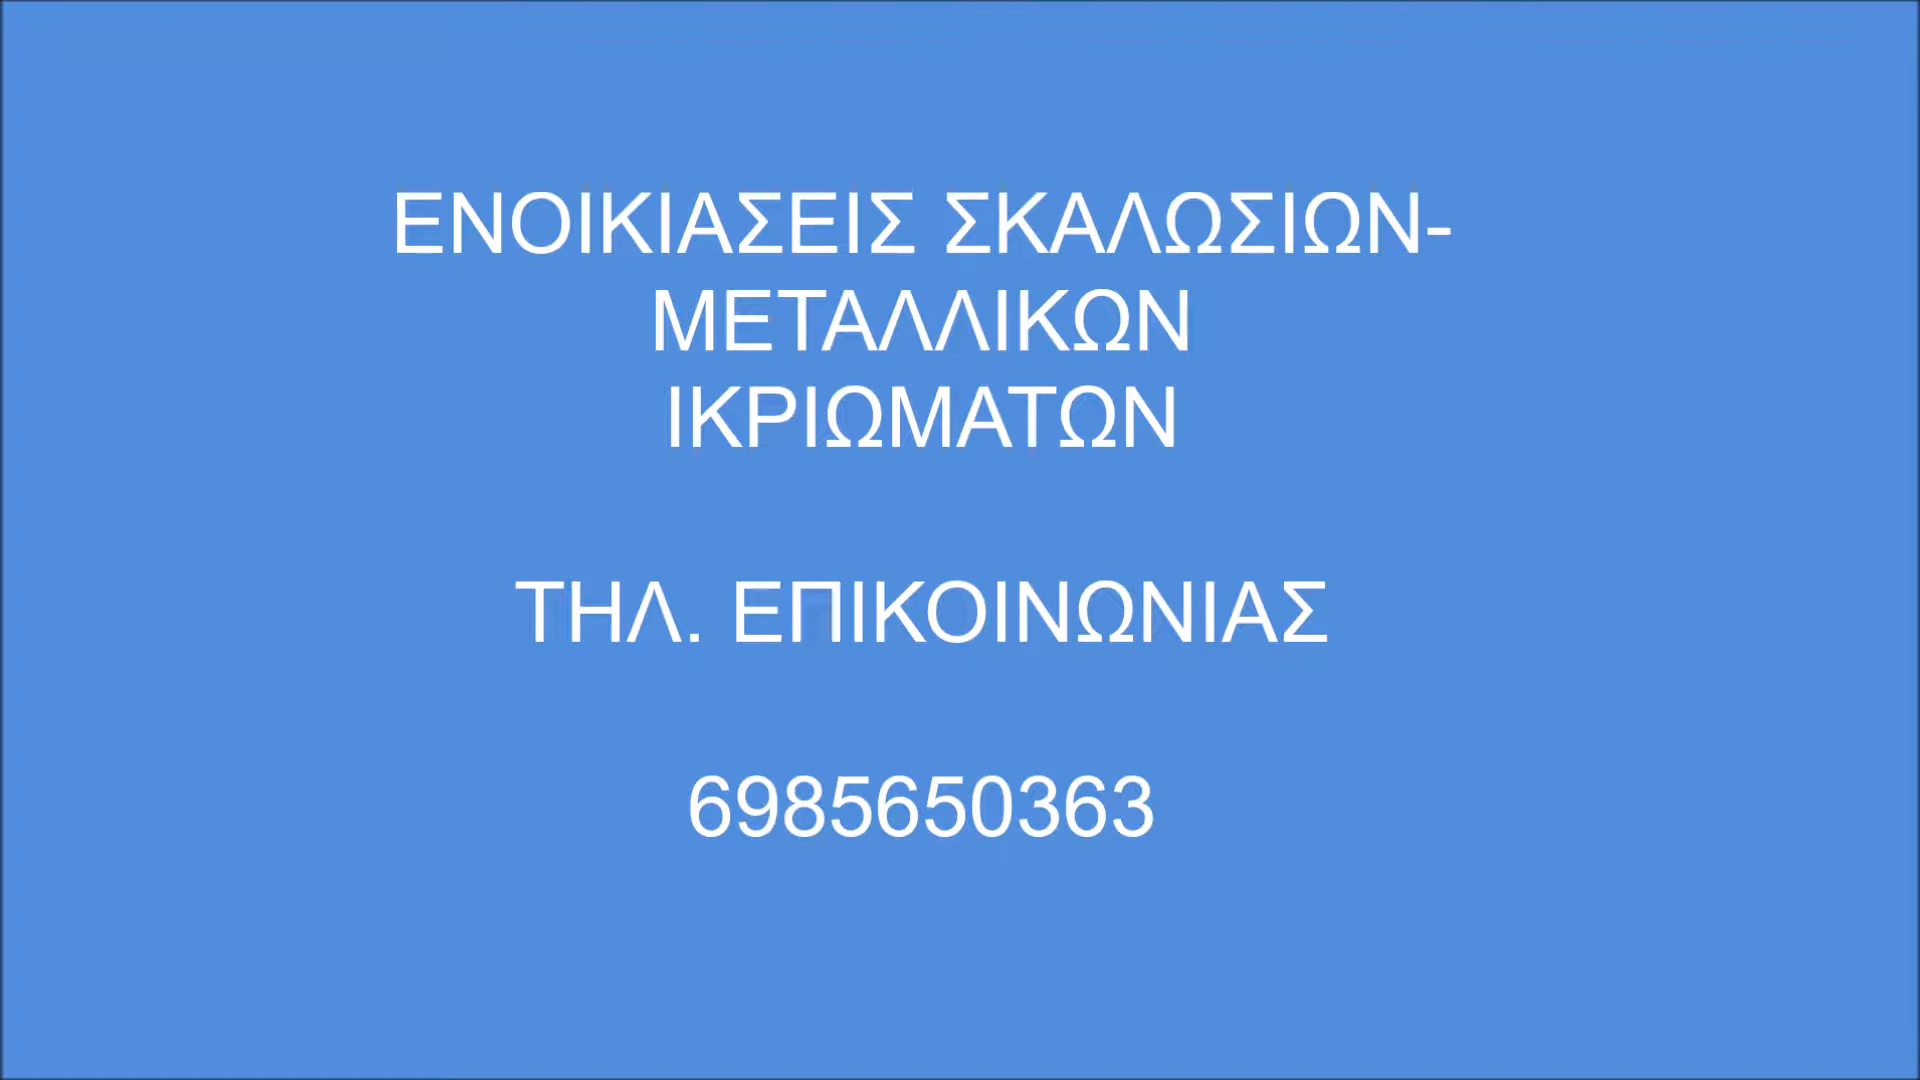 ΕΝΟΙΚΙΑΣΕΙΣ ΣΚΑΛΩΣΙΩΝ-
ΜΕΤΑΛΛΙΚΩΝ
ΙΚΡΙΩΜΑΤΩΝ
ΤΗΛ. ΕΠΙΚΟΙΝΩΝΙΑΣ
6985650363